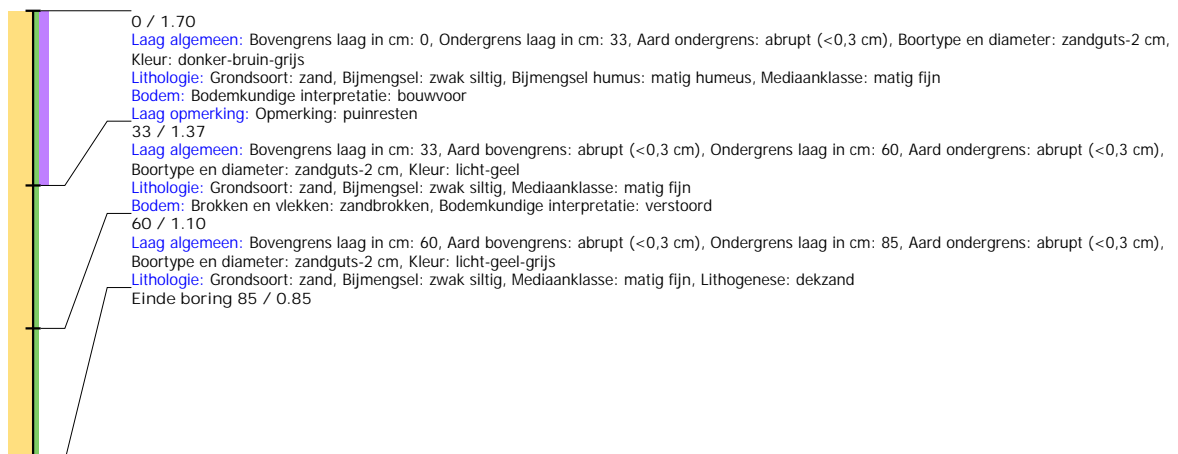 0 / 1.70
Laag algemeen: Bovengrens laag in cm: 0, Ondergrens laag in cm: 33, Aard ondergrens: abrupt (<0,3 cm), Boortype en diameter: zandguts-2 cm,
Kleur: donker-bruin-grijs
Lithologie: Grondsoort: zand, Bijmengsel: zwak siltig, Bijmengsel humus: matig humeus, Mediaanklasse: matig fijn
Bodem: Bodemkundige interpretatie: bouwvoor
Laag opmerking: Opmerking: puinresten
33 / 1.37
Laag algemeen: Bovengrens laag in cm: 33, Aard bovengrens: abrupt (<0,3 cm), Ondergrens laag in cm: 60, Aard ondergrens: abrupt (<0,3 cm),
Boortype en diameter: zandguts-2 cm, Kleur: licht-geel
Lithologie: Grondsoort: zand, Bijmengsel: zwak siltig, Mediaanklasse: matig fijn
Bodem: Brokken en vlekken: zandbrokken, Bodemkundige interpretatie: verstoord
60 / 1.10
Laag algemeen: Bovengrens laag in cm: 60, Aard bovengrens: abrupt (<0,3 cm), Ondergrens laag in cm: 85, Aard ondergrens: abrupt (<0,3 cm),
Boortype en diameter: zandguts-2 cm, Kleur: licht-geel-grijs
Lithologie: Grondsoort: zand, Bijmengsel: zwak siltig, Mediaanklasse: matig fijn, Lithogenese: dekzand
Einde boring 85 / 0.85